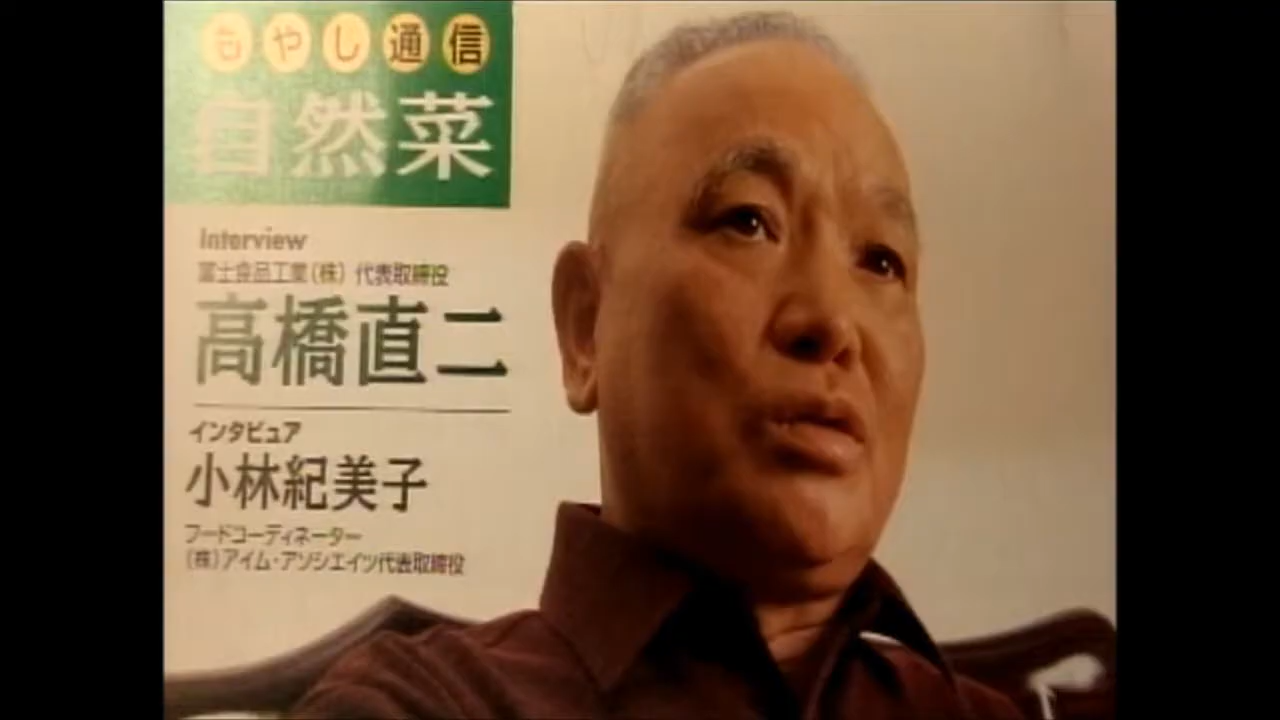 もやし通信
自然菜
Interview
富士食品工業(株) 代表取締役
高橋直二
インタビュア
小林紀美子
フードコーディネーター
(株)アイム・アソシエイツ代表取締役